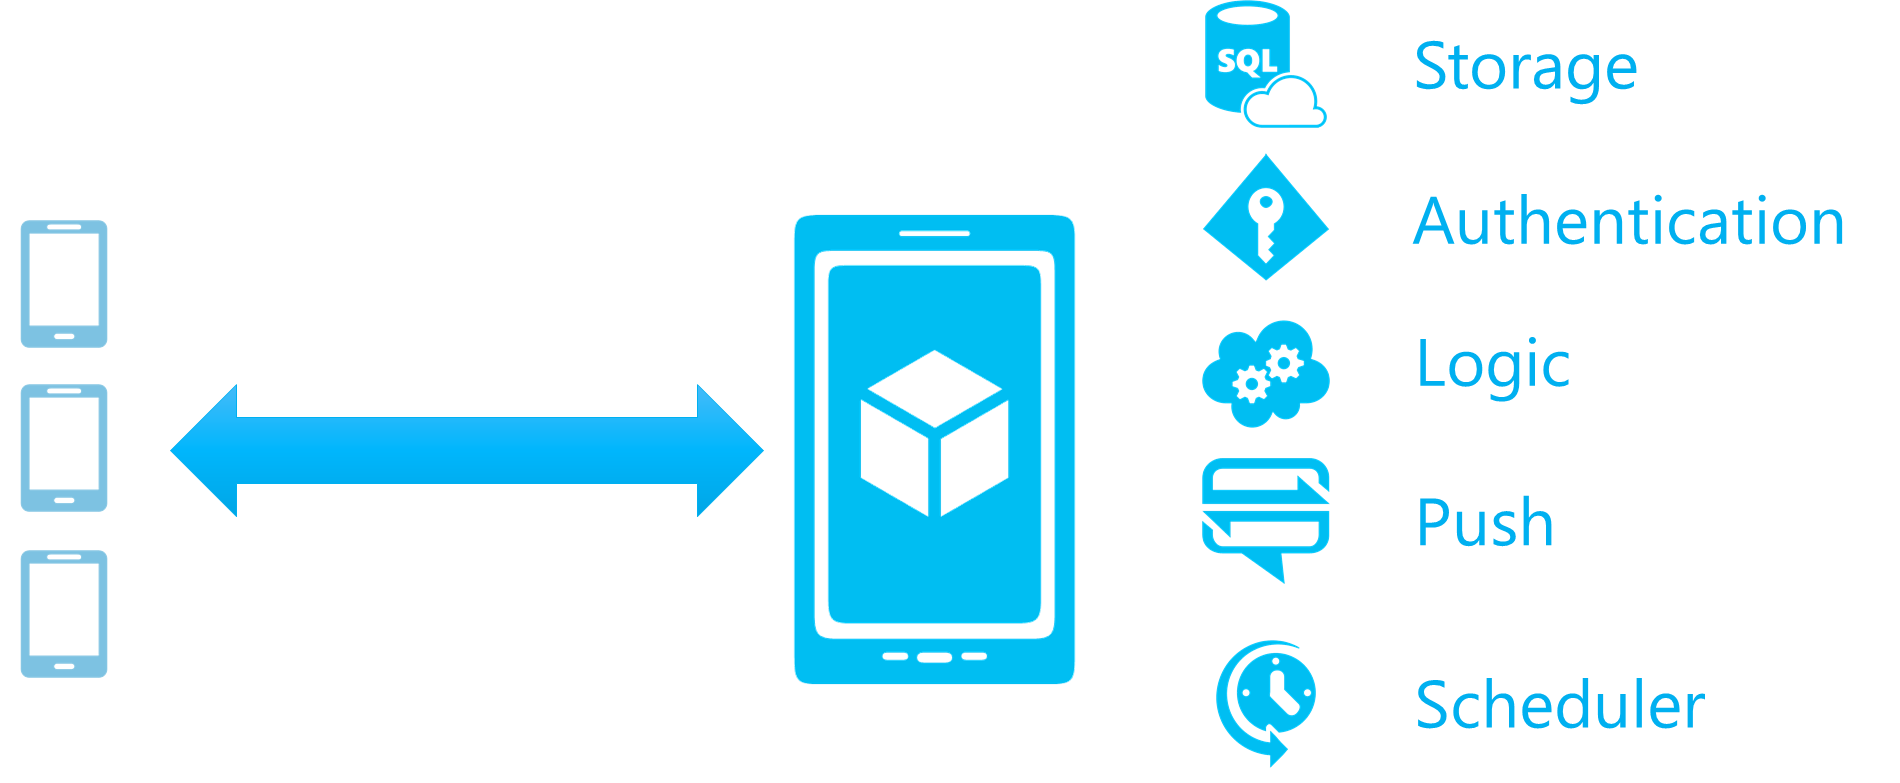 SQL
Storage
Authentication
Logic
Push
Scheduler